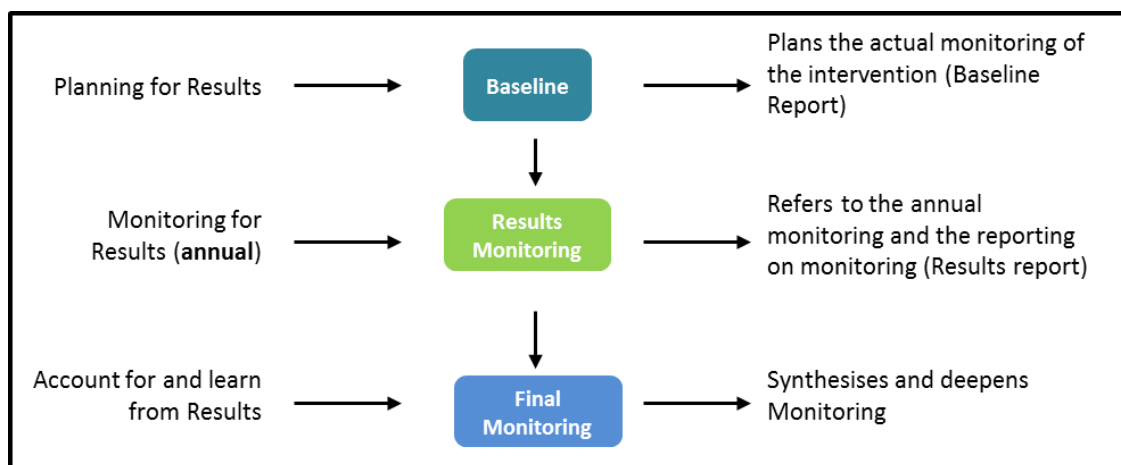 Planning for Results
Baseline
Plans the actual monitoring of
the intervention (Baseline
Report)
Monitoring for
Results (annual)
Results
Monitoring
Refers to the annual
monitoring and the reporting
on monitoring (Results report)
Account for and learn
from Results
Final
Monitoring
Synthesises and deepens
Monitoring